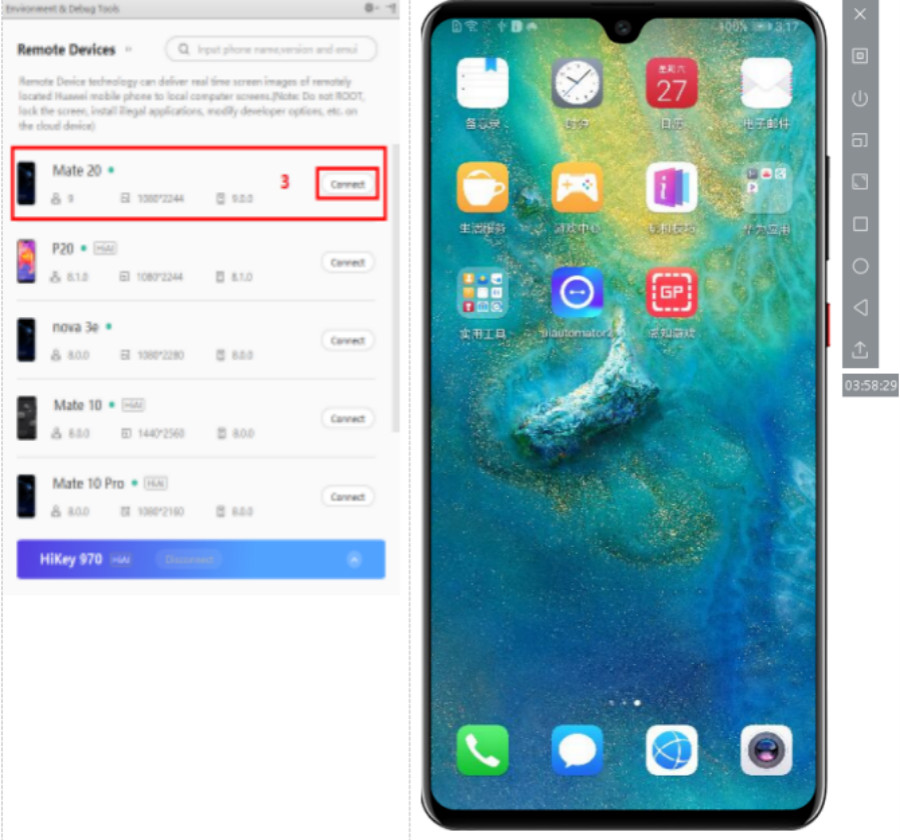 Environment & Debug Tools
Remote Devices
Input phone name,version and emui
Remote Device technology can deliver real time screen images of remotely
located Huawei mobile phone to local computer screens.(Note: Do not ROOT,
lock the screen, install illegal applications, modify developer options, etc. on
the cloud device)
Mate 20
3
Connect
9
1080*2244
9.0.0
P20
HiAI
Connect
8.1.0
1080*2244
8.1.0
nova 3e
Connect
8.0.0
1080*2280
8.0.0
Mate 10
HiAI
Connect
8.0.0
1440*2560
8.0.0
Mate 10 Pro
HiAI
Connect
8.0.0
1080*2160
8.0.0
HiKey 970
HiAI
Disconnect
100%
3:17
星期六
27
备忘录
时钟
日历
电子邮件
生活服务
游戏中心
玩机技巧
华为应用
GP
实用工具
uiautomator2
感知游戏
03:58:29